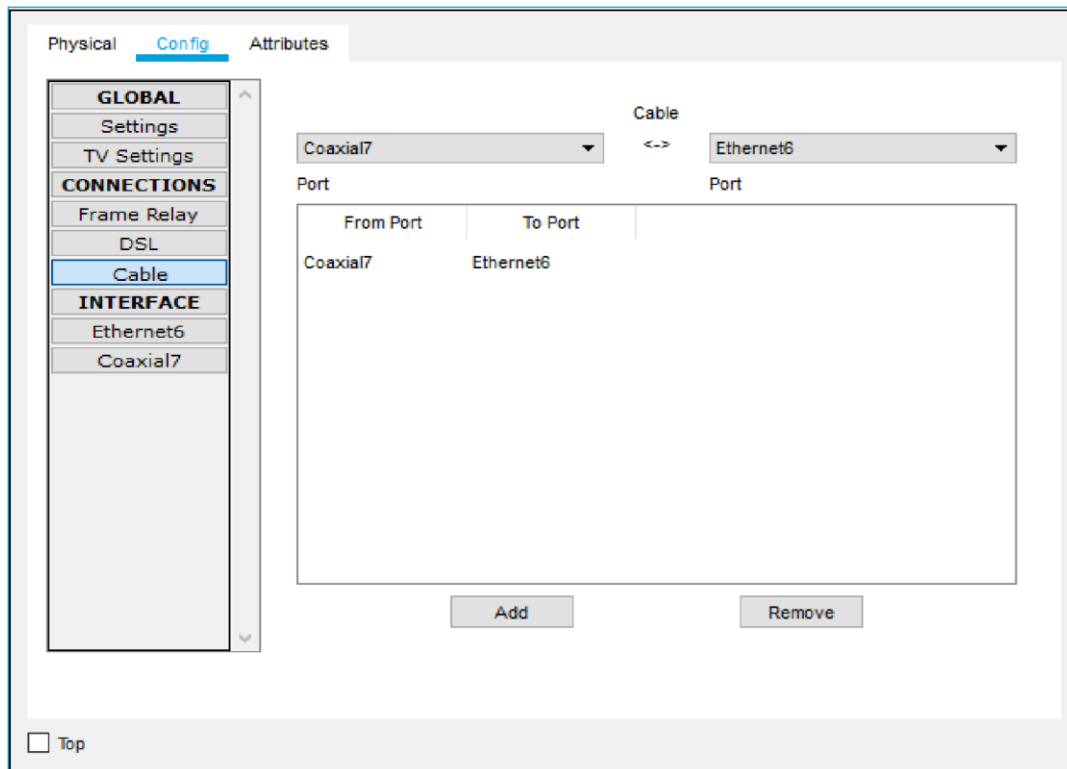 Physical Config Attributes
GLOBAL
Settings
TV Settings
CONNECTIONS
Frame Relay
DSL
Cable
INTERFACE
Ethernet6
Coaxial7
Cable
Coaxial7 <-> Ethernet6
Port Port
From Port To Port
Coaxial7 Ethernet6
Add Remove
Top